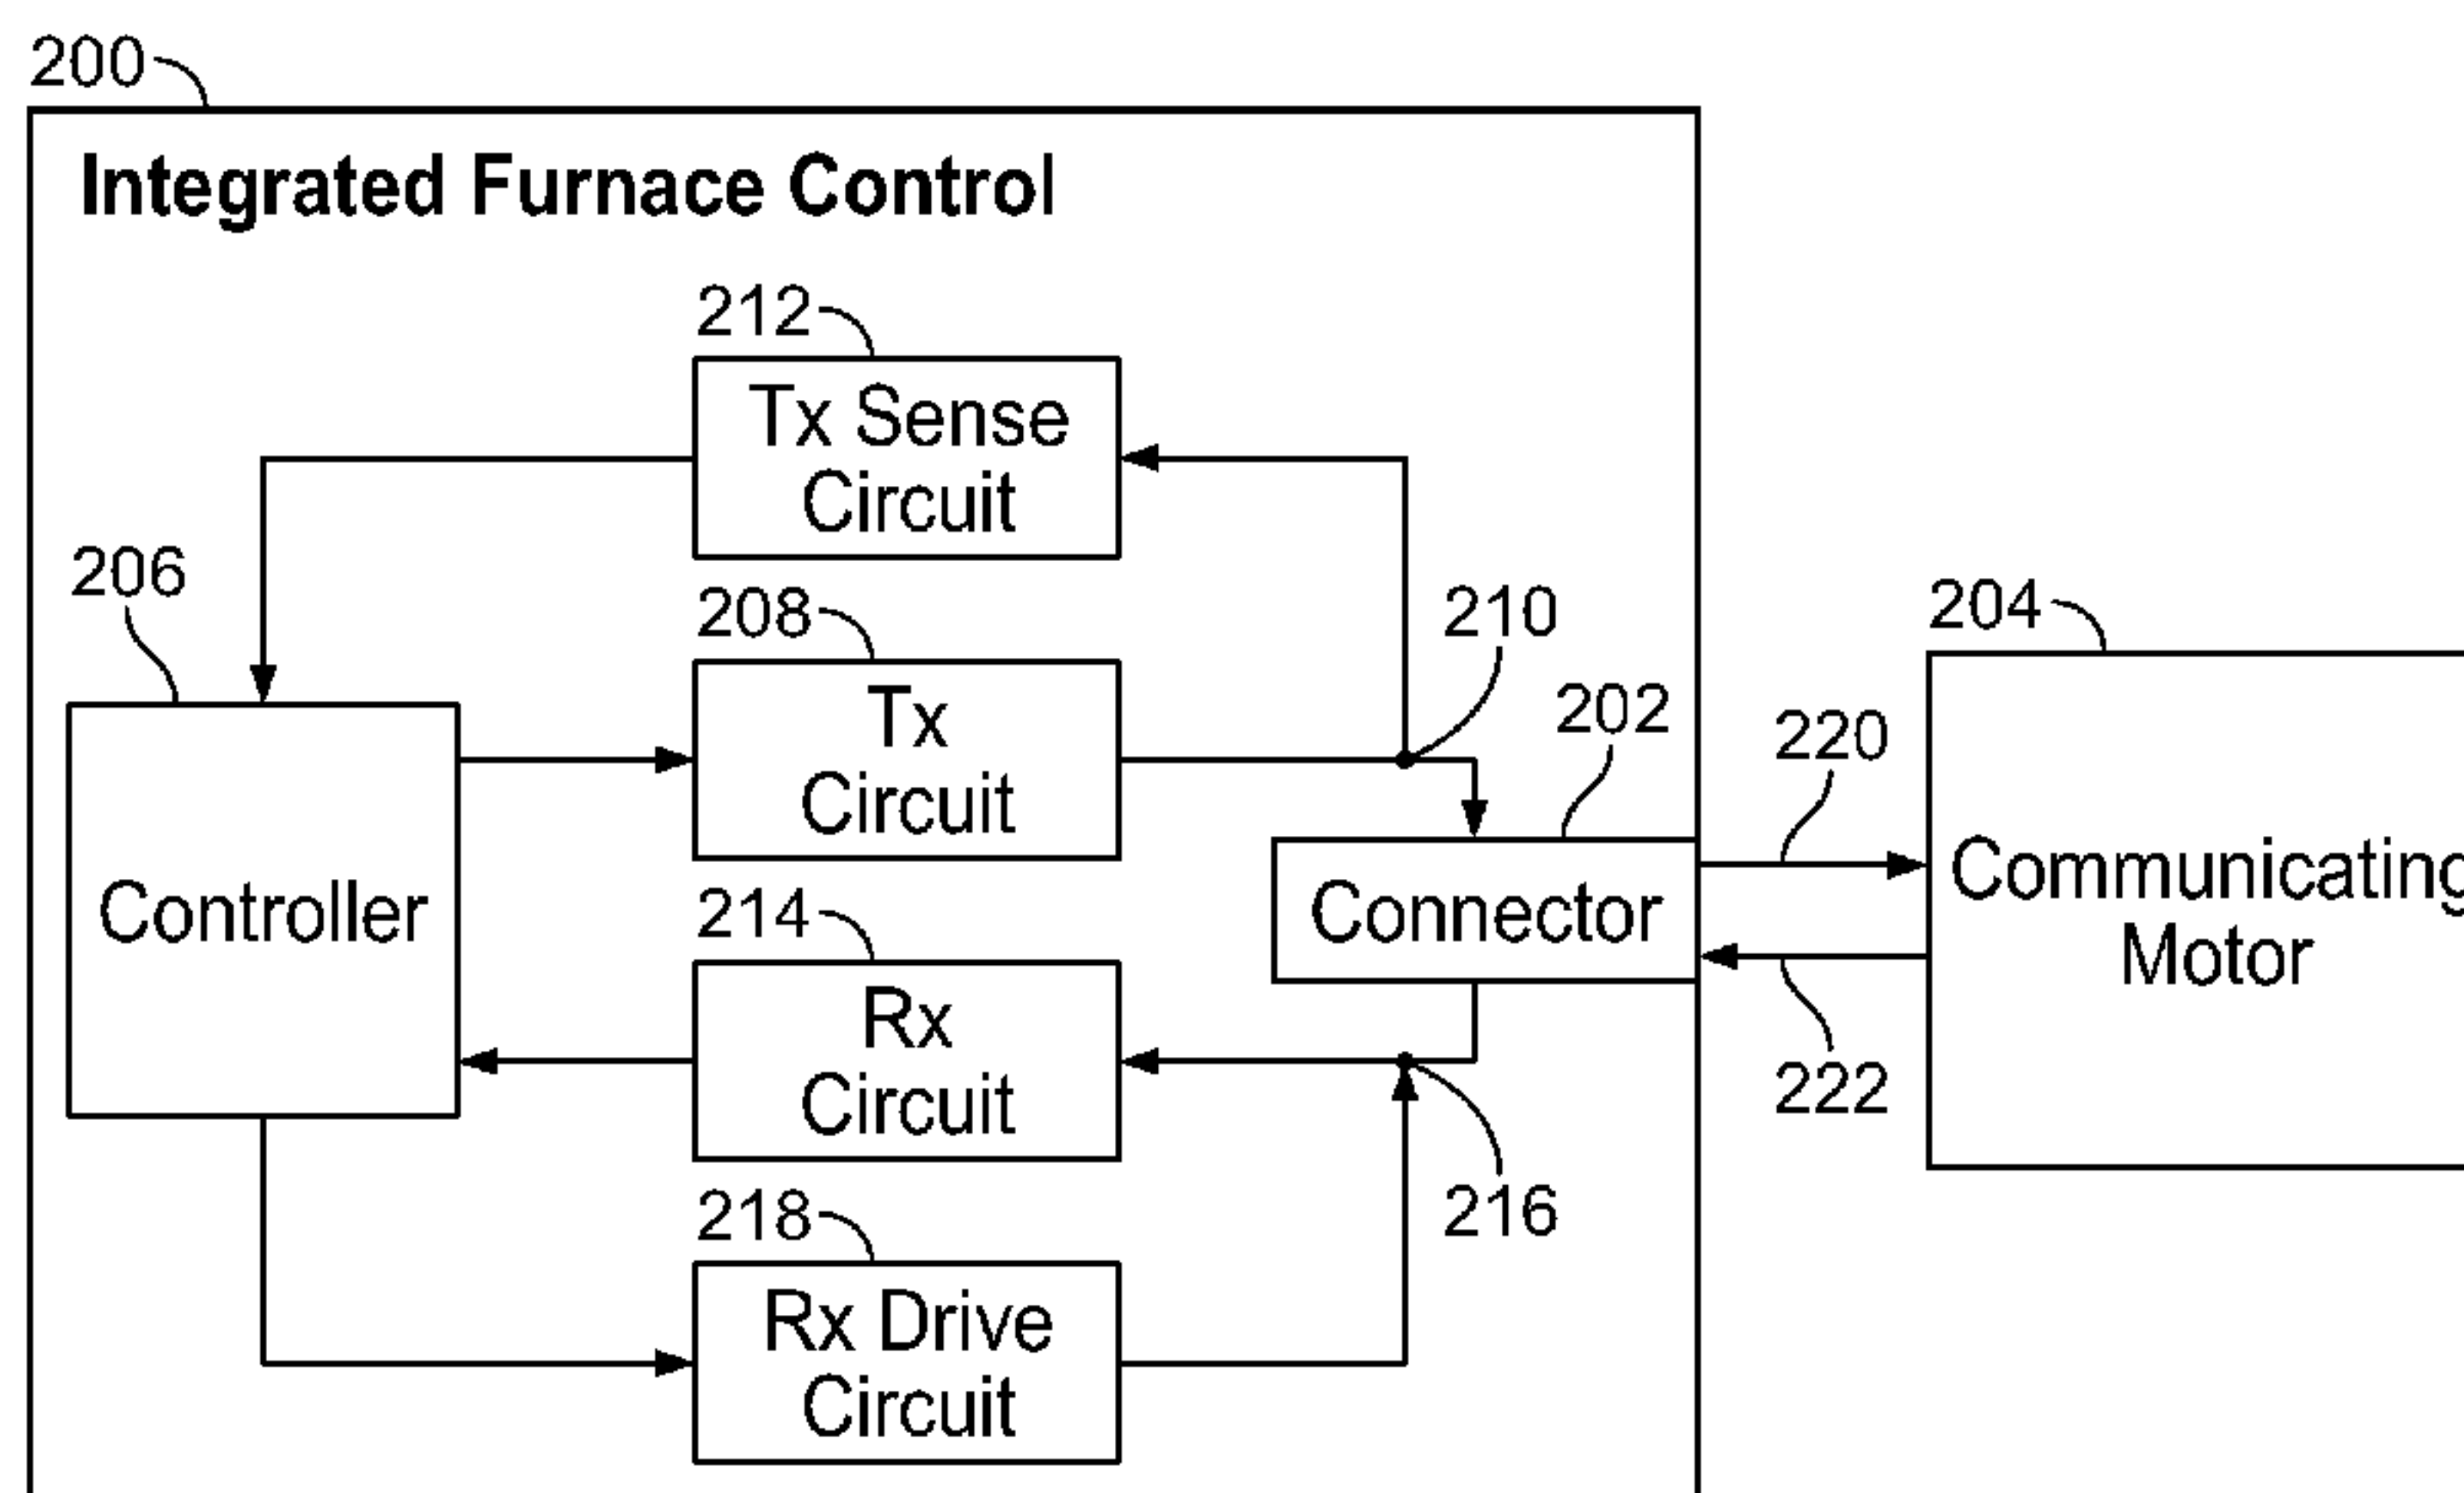 200
Integrated Furnace Control
212
Tx Sense
Circuit
206
208
Tx
Circuit
210
202
204
220
Controller
214
Connector
Communicating
Motor
Rx
Circuit
222
216
218
Rx Drive
Circuit